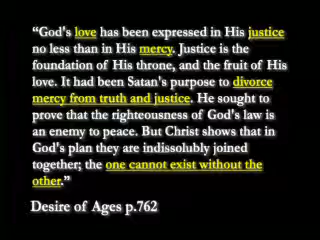 “God's love has been expressed in His justice
no less than in His mercy. Justice is the
foundation of His throne, and the fruit of His
love. It had been Satan's purpose to divorce
mercy from truth and justice. He sought to
prove that the righteousness of God's law is
an enemy to peace. But Christ shows that in
God's plan they are indissolubly joined
together; the one cannot exist without the
other.”
Desire of Ages p.762